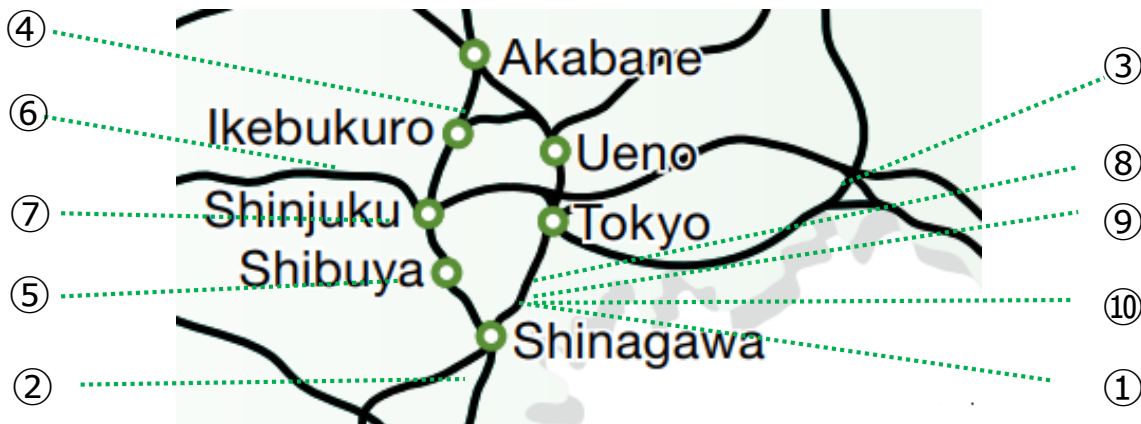 ④
Akabane
③
⑥
Ikebukuro
Ueno
⑧
⑦
Shinjuku
Tokyo
⑨
Shibuya
⑤
⑩
Shinagawa
②
①